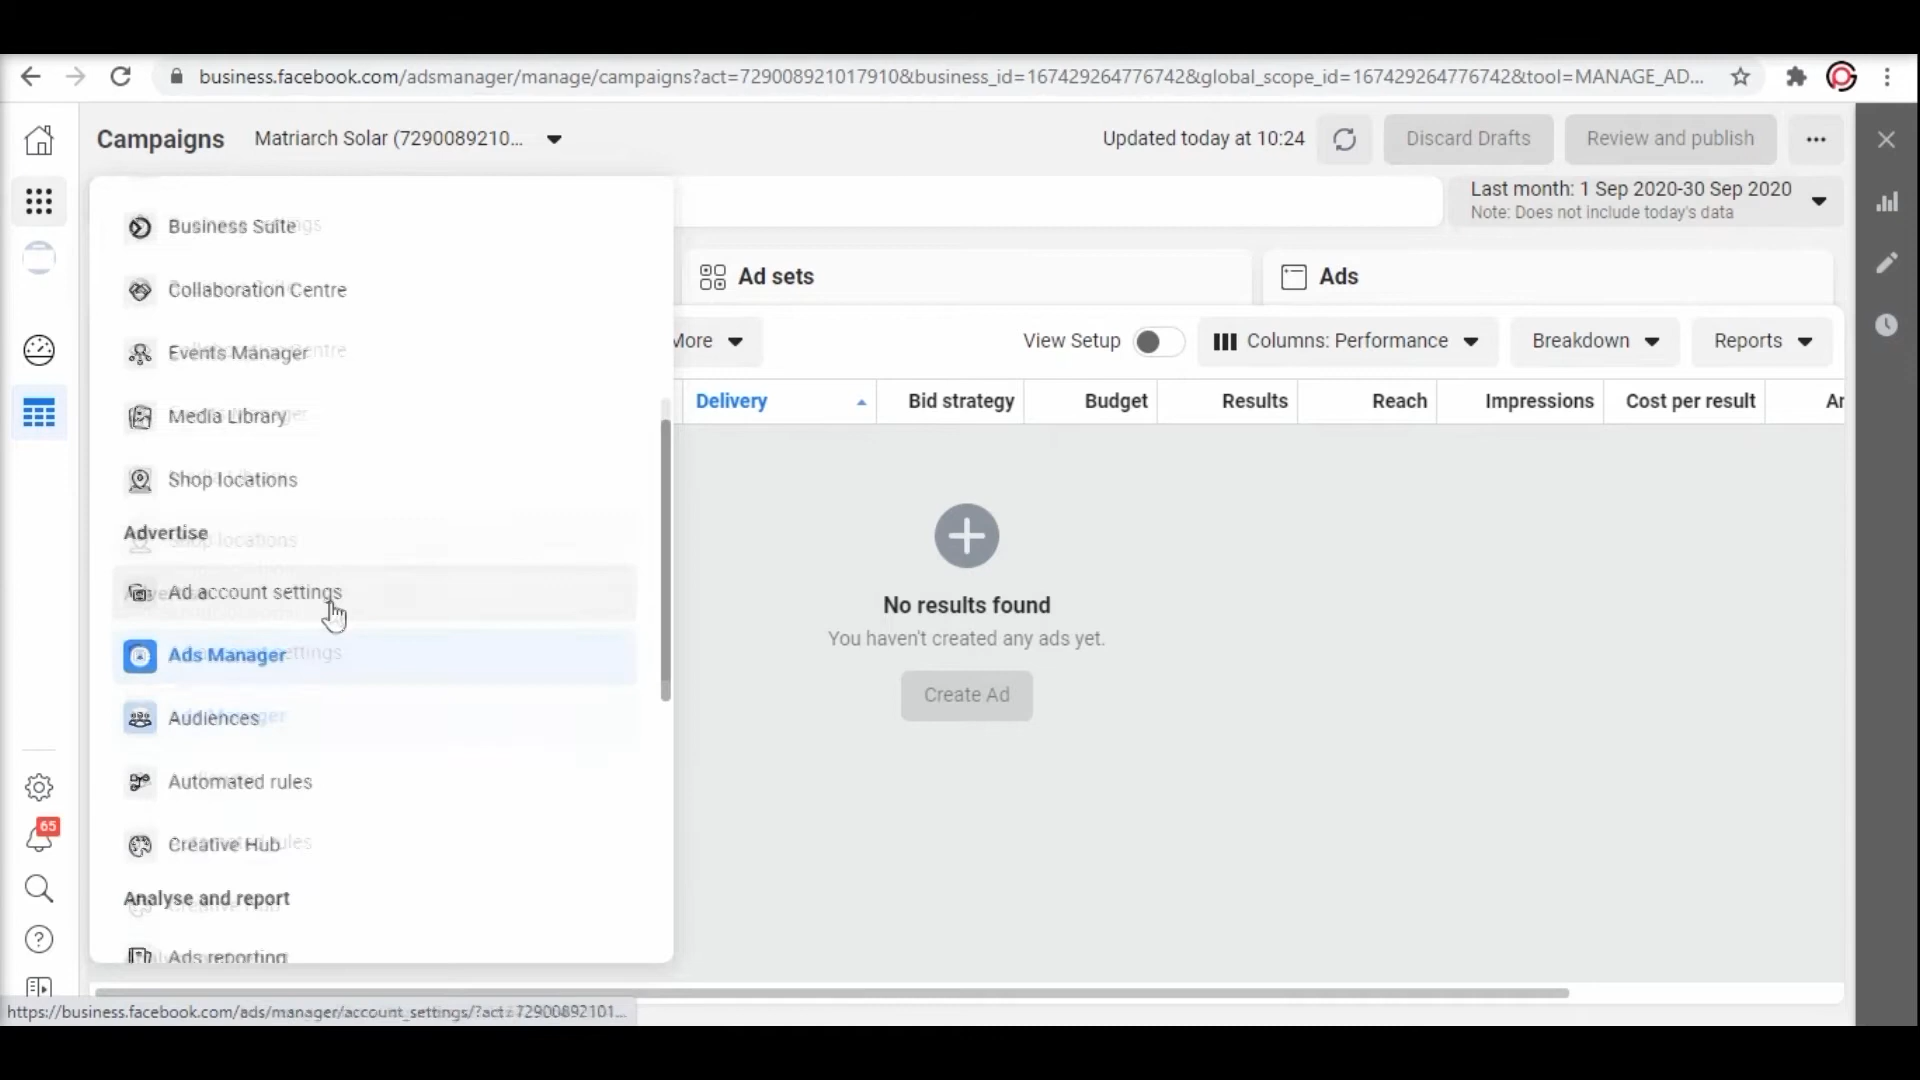 business.facebook.com/adsmanager/manage/campaigns?act=729008921017910&business_id=167429264776742&global_scope_id=167429264776742&tool=MANAGE_AD...
Campaigns
Matriarch Solar (7290089210...
Updated today at 10:24
Discard Drafts
Review and publish
Last month: 1 Sep 2020-30 Sep 2020
Note: Does not include today's data
Business Suite
Collaboration Centre
Events Manager
Media Library
Shop locations
Advertise
Ad account settings
Ads Manager
Audiences
Automated rules
Creative Hub
Analyse and report
Ads reporting
Ad sets
Ads
More
View Setup
Columns: Performance
Breakdown
Reports
Delivery
Bid strategy
Budget
Results
Reach
Impressions
Cost per result
No results found
You haven't created any ads yet.
Create Ad
65
https://business.facebook.com/ads/manager/account_settings/?act=72900892101...